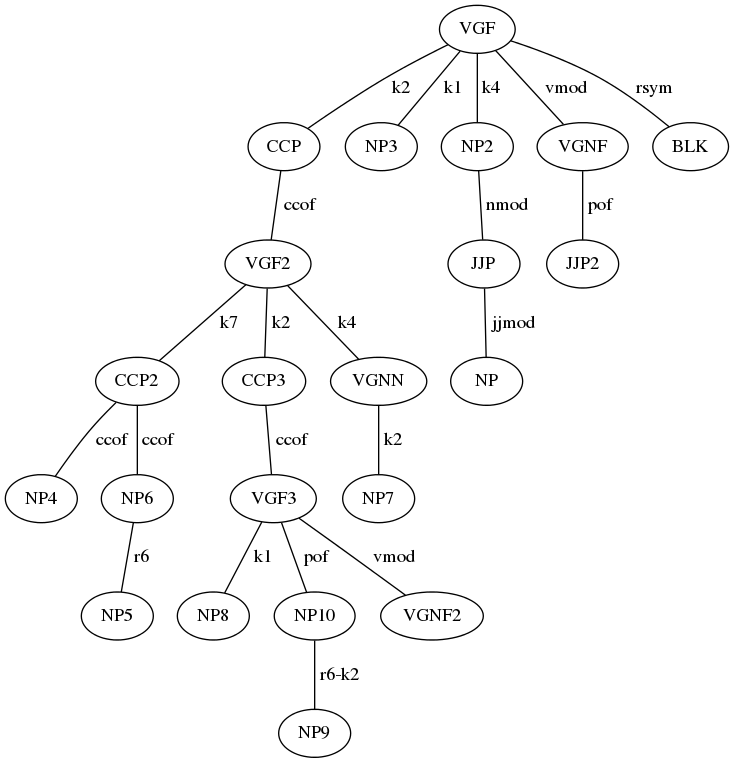 VGF
k2 k1 k4 vmod rsym
CCP NP3 NP2 VGNF BLK
ccof nmod pof
VGF2 JJP JJP2
k7 k2 k4 jjmod
CCP2 CCP3 VGNN NP
ccof ccof ccof k2
NP4 NP6 VGF3 NP7
r6 k1 pof vmod
NP5 NP8 NP10 VGNF2
r6-k2
NP9